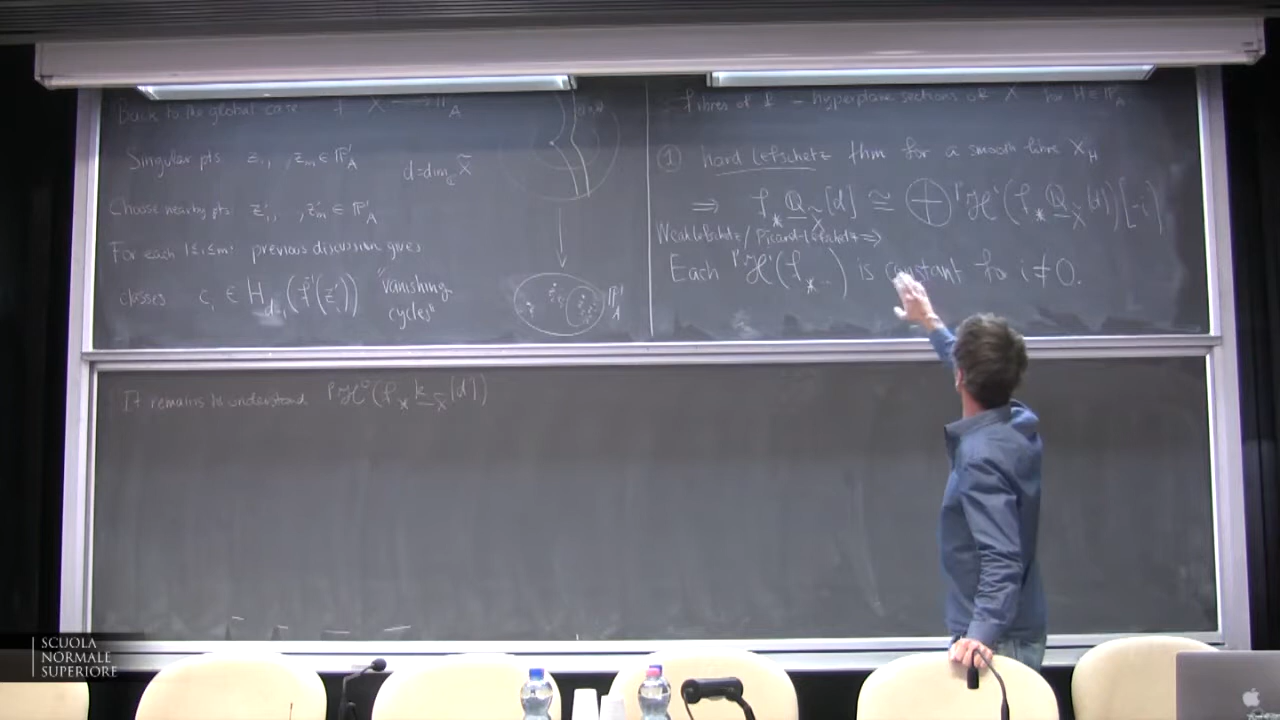 Back to the global case f X → ℙ¹_A
Singular pts z₁, , zₘ ∈ ℙ¹_A d = dim_ℂ X̃
Choose nearby pts z'₁, , z'ₘ ∈ ℙ¹_A
For each 1≤i≤m: previous discussion gives
classes cᵢ ∈ H_{d-1}(f⁻¹(z'ᵢ)) "vanishing
cycles"
ℙ¹_A
Fibres of f = hyperplane sections of X for H ∈ ℙ¹_A
① hard Lefschetz thm for a smooth fibre X_H
⇒ f_* ℚ_X̃[d] ≅ ⊕ ᵖℋⁱ(f_* ℚ_X̃[d])[-i]
Weak Lefschetz / Picard-Lefschetz ⇒
Each ᵖℋⁱ(f_* ..) is constant for i ≠ 0.
It remains to understand ᵖℋ⁰(f_* k_X̃[d])
SCUOLA
NORMALE
SUPERIORE